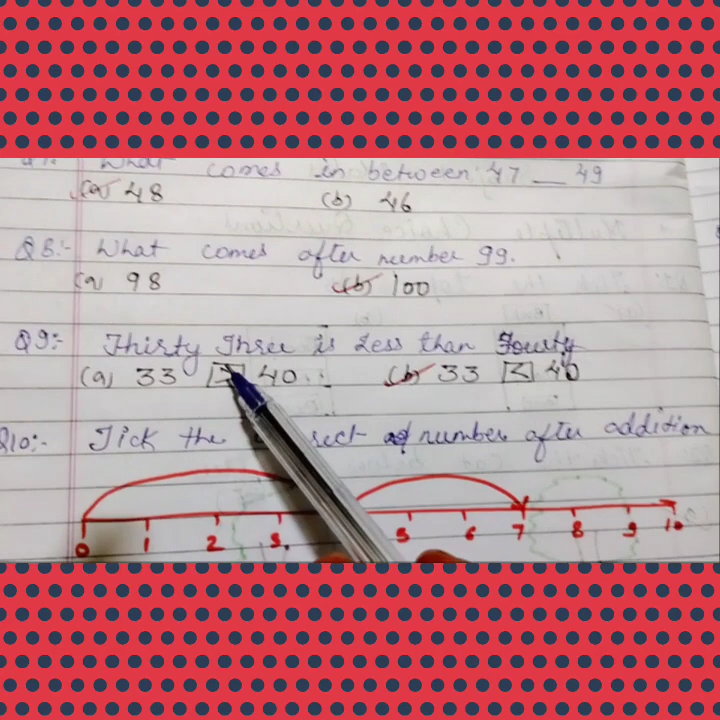 What comes in between 47 __ 49
(a) 48 (b) 46
Q8:- What comes after number 99.
(a) 98 (b) 100
Q9:- Thirty Three is Less than Fourty
(a) 33 > 40 (b) 33 < 40
Q10:- Tick the rect of number after addition
0 1 2 3 5 6 7 8 9 10